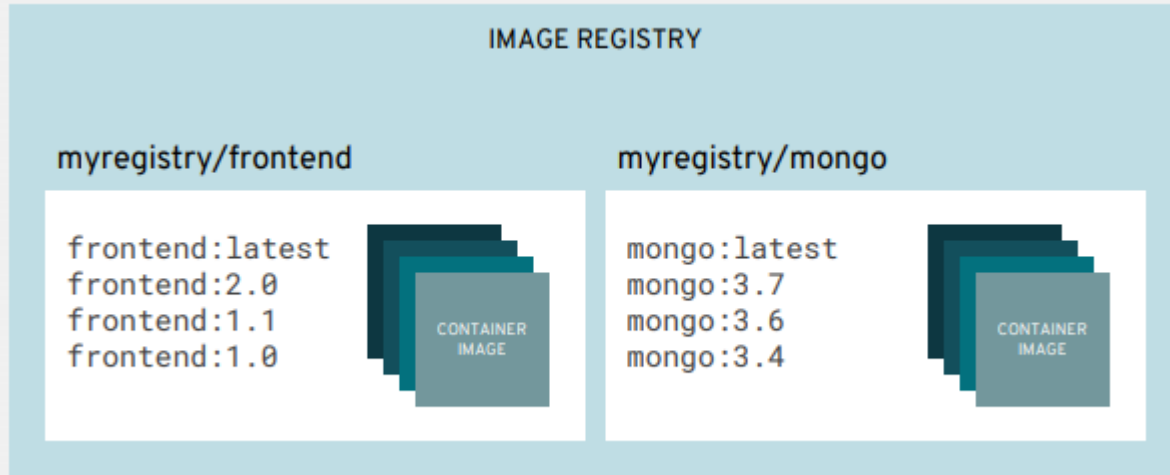 IMAGE REGISTRY
myregistry/frontend
frontend:latest
frontend:2.0
frontend:1.1
frontend:1.0
CONTAINER
IMAGE
myregistry/mongo
mongo:latest
mongo:3.7
mongo:3.6
mongo:3.4
CONTAINER
IMAGE